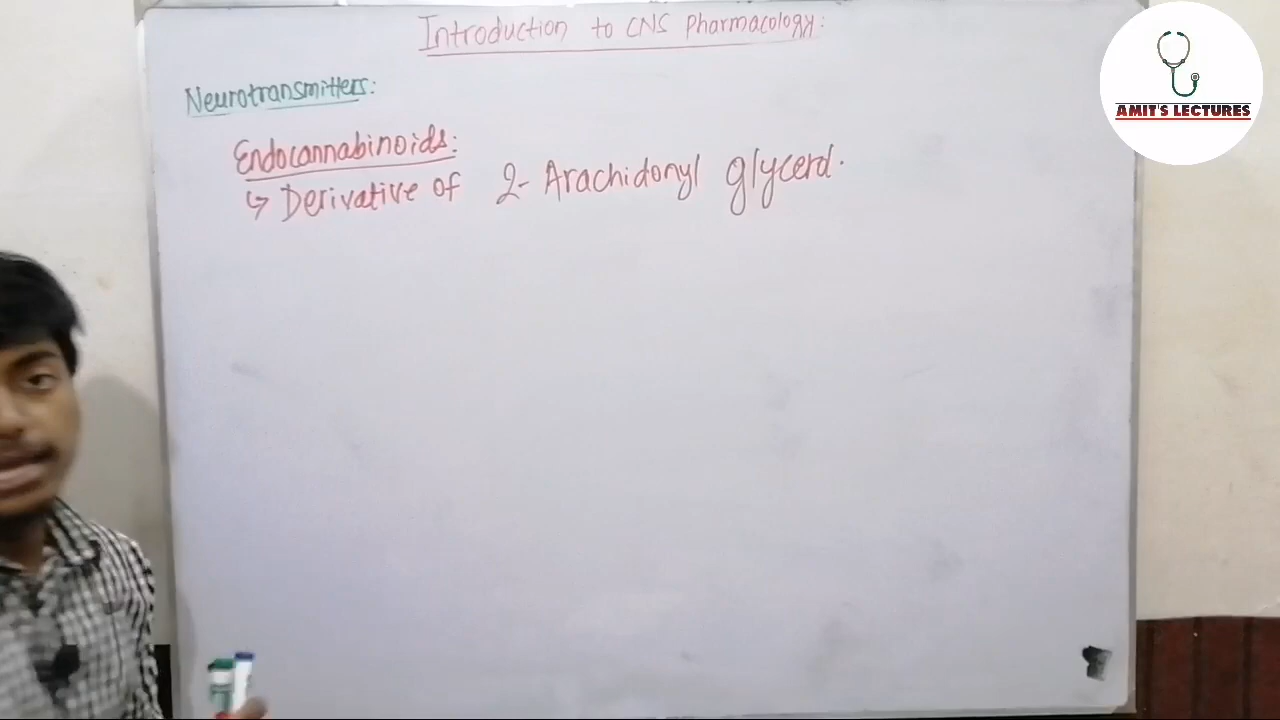 Introduction to CNS Pharmacology:
Neurotransmitters:
Endocannabinoids:
↳ Derivative of 2- Arachidonyl glycerol.
AMIT'S LECTURES